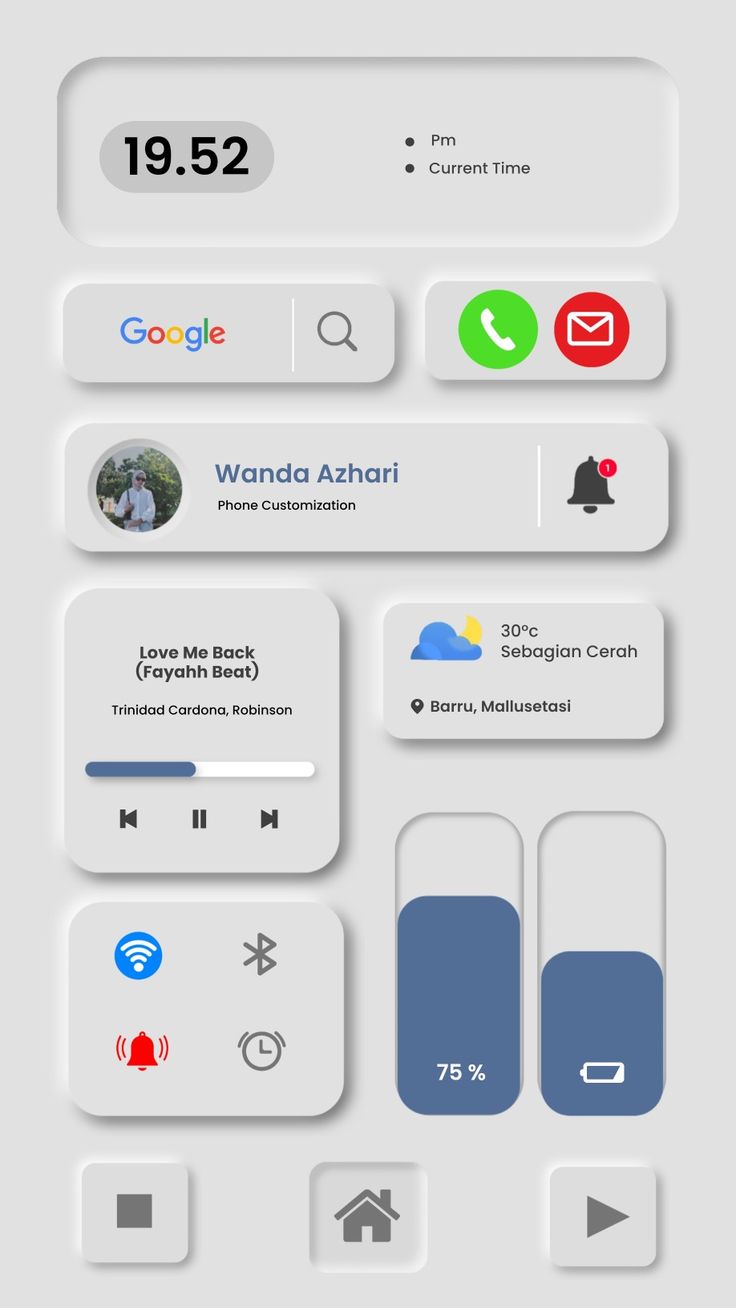 19.52
Pm
Current Time
Google
Wanda Azhari
1
Phone Customization
Love Me Back
(Fayahh Beat)
Trinidad Cardona, Robinson
30°c
Sebagian Cerah
Barru, Mallusetasi
75 %